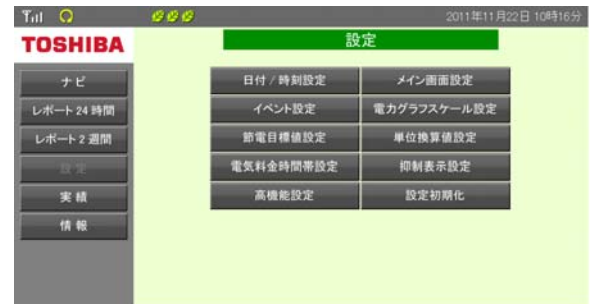 2011年11月22日 10時16分
TOSHIBA
設定
ナビ
レポート 24 時間
レポート 2 週間
設 定
実 績
情 報
日付 / 時刻設定
メイン画面設定
イベント設定
電力グラフスケール設定
節電目標値設定
単位換算値設定
電気料金時間帯設定
抑制表示設定
高機能設定
設定初期化